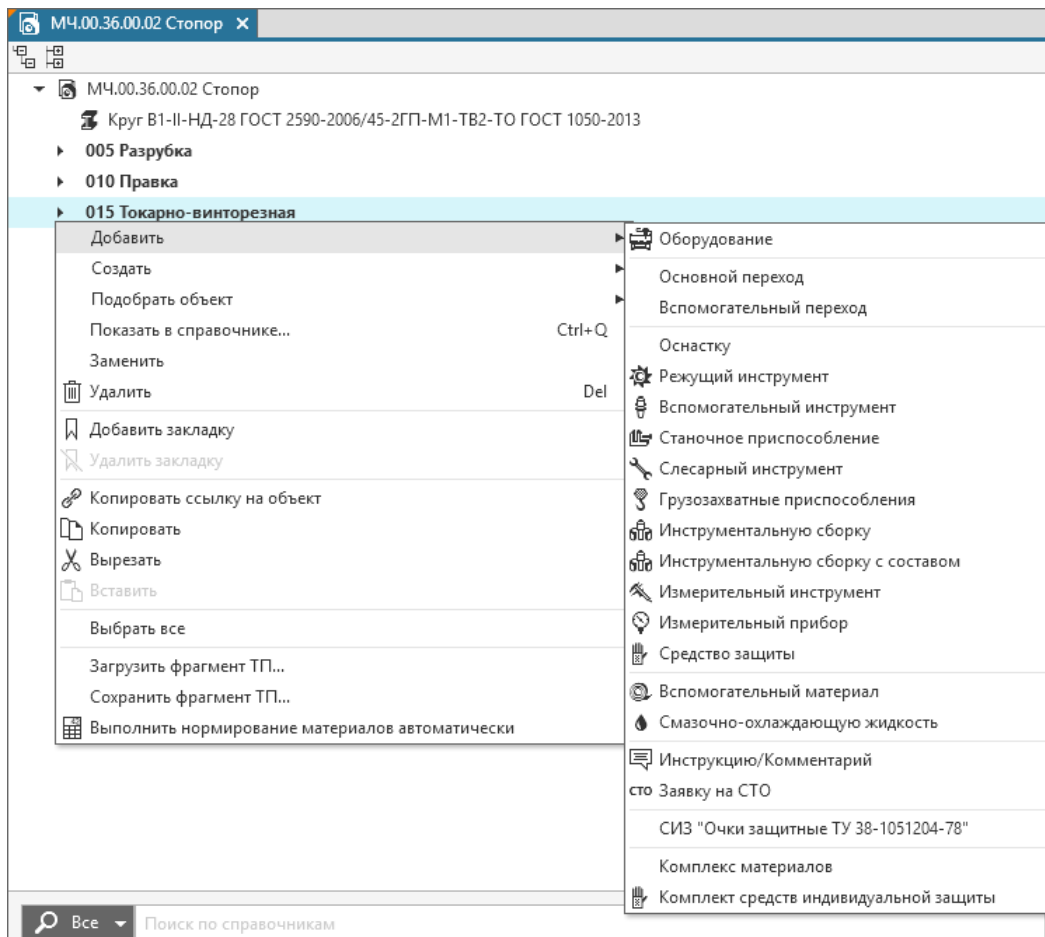 МЧ.00.36.00.02 Стопор
МЧ.00.36.00.02 Стопор
Круг В1-II-НД-28 ГОСТ 2590-2006/45-2ГП-М1-ТВ2-ТО ГОСТ 1050-2013
005 Разрубка
010 Правка
015 Токарно-винторезная
Добавить
Создать
Подобрать объект
Показать в справочнике... Ctrl+Q
Заменить
Удалить Del
Добавить закладку
Удалить закладку
Копировать ссылку на объект
Копировать
Вырезать
Вставить
Выбрать все
Загрузить фрагмент ТП...
Сохранить фрагмент ТП...
Выполнить нормирование материалов автоматически
Оборудование
Основной переход
Вспомогательный переход
Оснастку
Режущий инструмент
Вспомогательный инструмент
Станочное приспособление
Слесарный инструмент
Грузозахватные приспособления
Инструментальную сборку
Инструментальную сборку с составом
Измерительный инструмент
Измерительный прибор
Средство защиты
Вспомогательный материал
Смазочно-охлаждающую жидкость
Инструкцию/Комментарий
СТО Заявку на СТО
СИЗ "Очки защитные ТУ 38-1051204-78"
Комплекс материалов
Комплект средств индивидуальной защиты
Все Поиск по справочникам